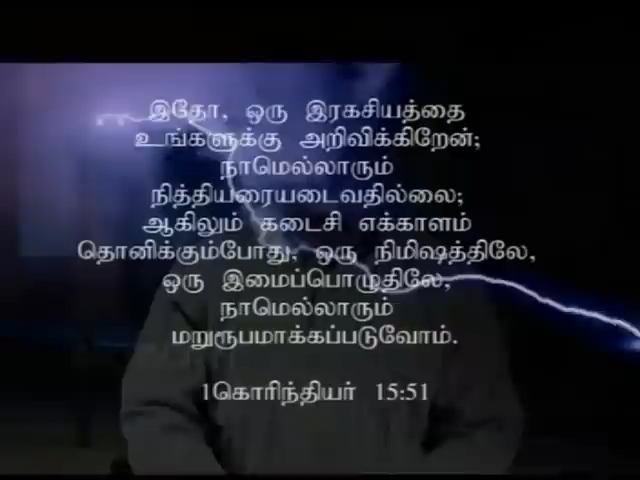 இதோ, ஒரு இரகசியத்தை
உங்களுக்கு அறிவிக்கிறேன்;
நாமெல்லாரும்
நித்திரையடைவதில்லை;
ஆகிலும் கடைசி எக்காளம்
தொனிக்கும்போது, ஒரு நிமிஷத்திலே,
ஒரு இமைப்பொழுதிலே,
நாமெல்லாரும்
மறுரூபமாக்கப்படுவோம்.
1கொரிந்தியர் 15:51